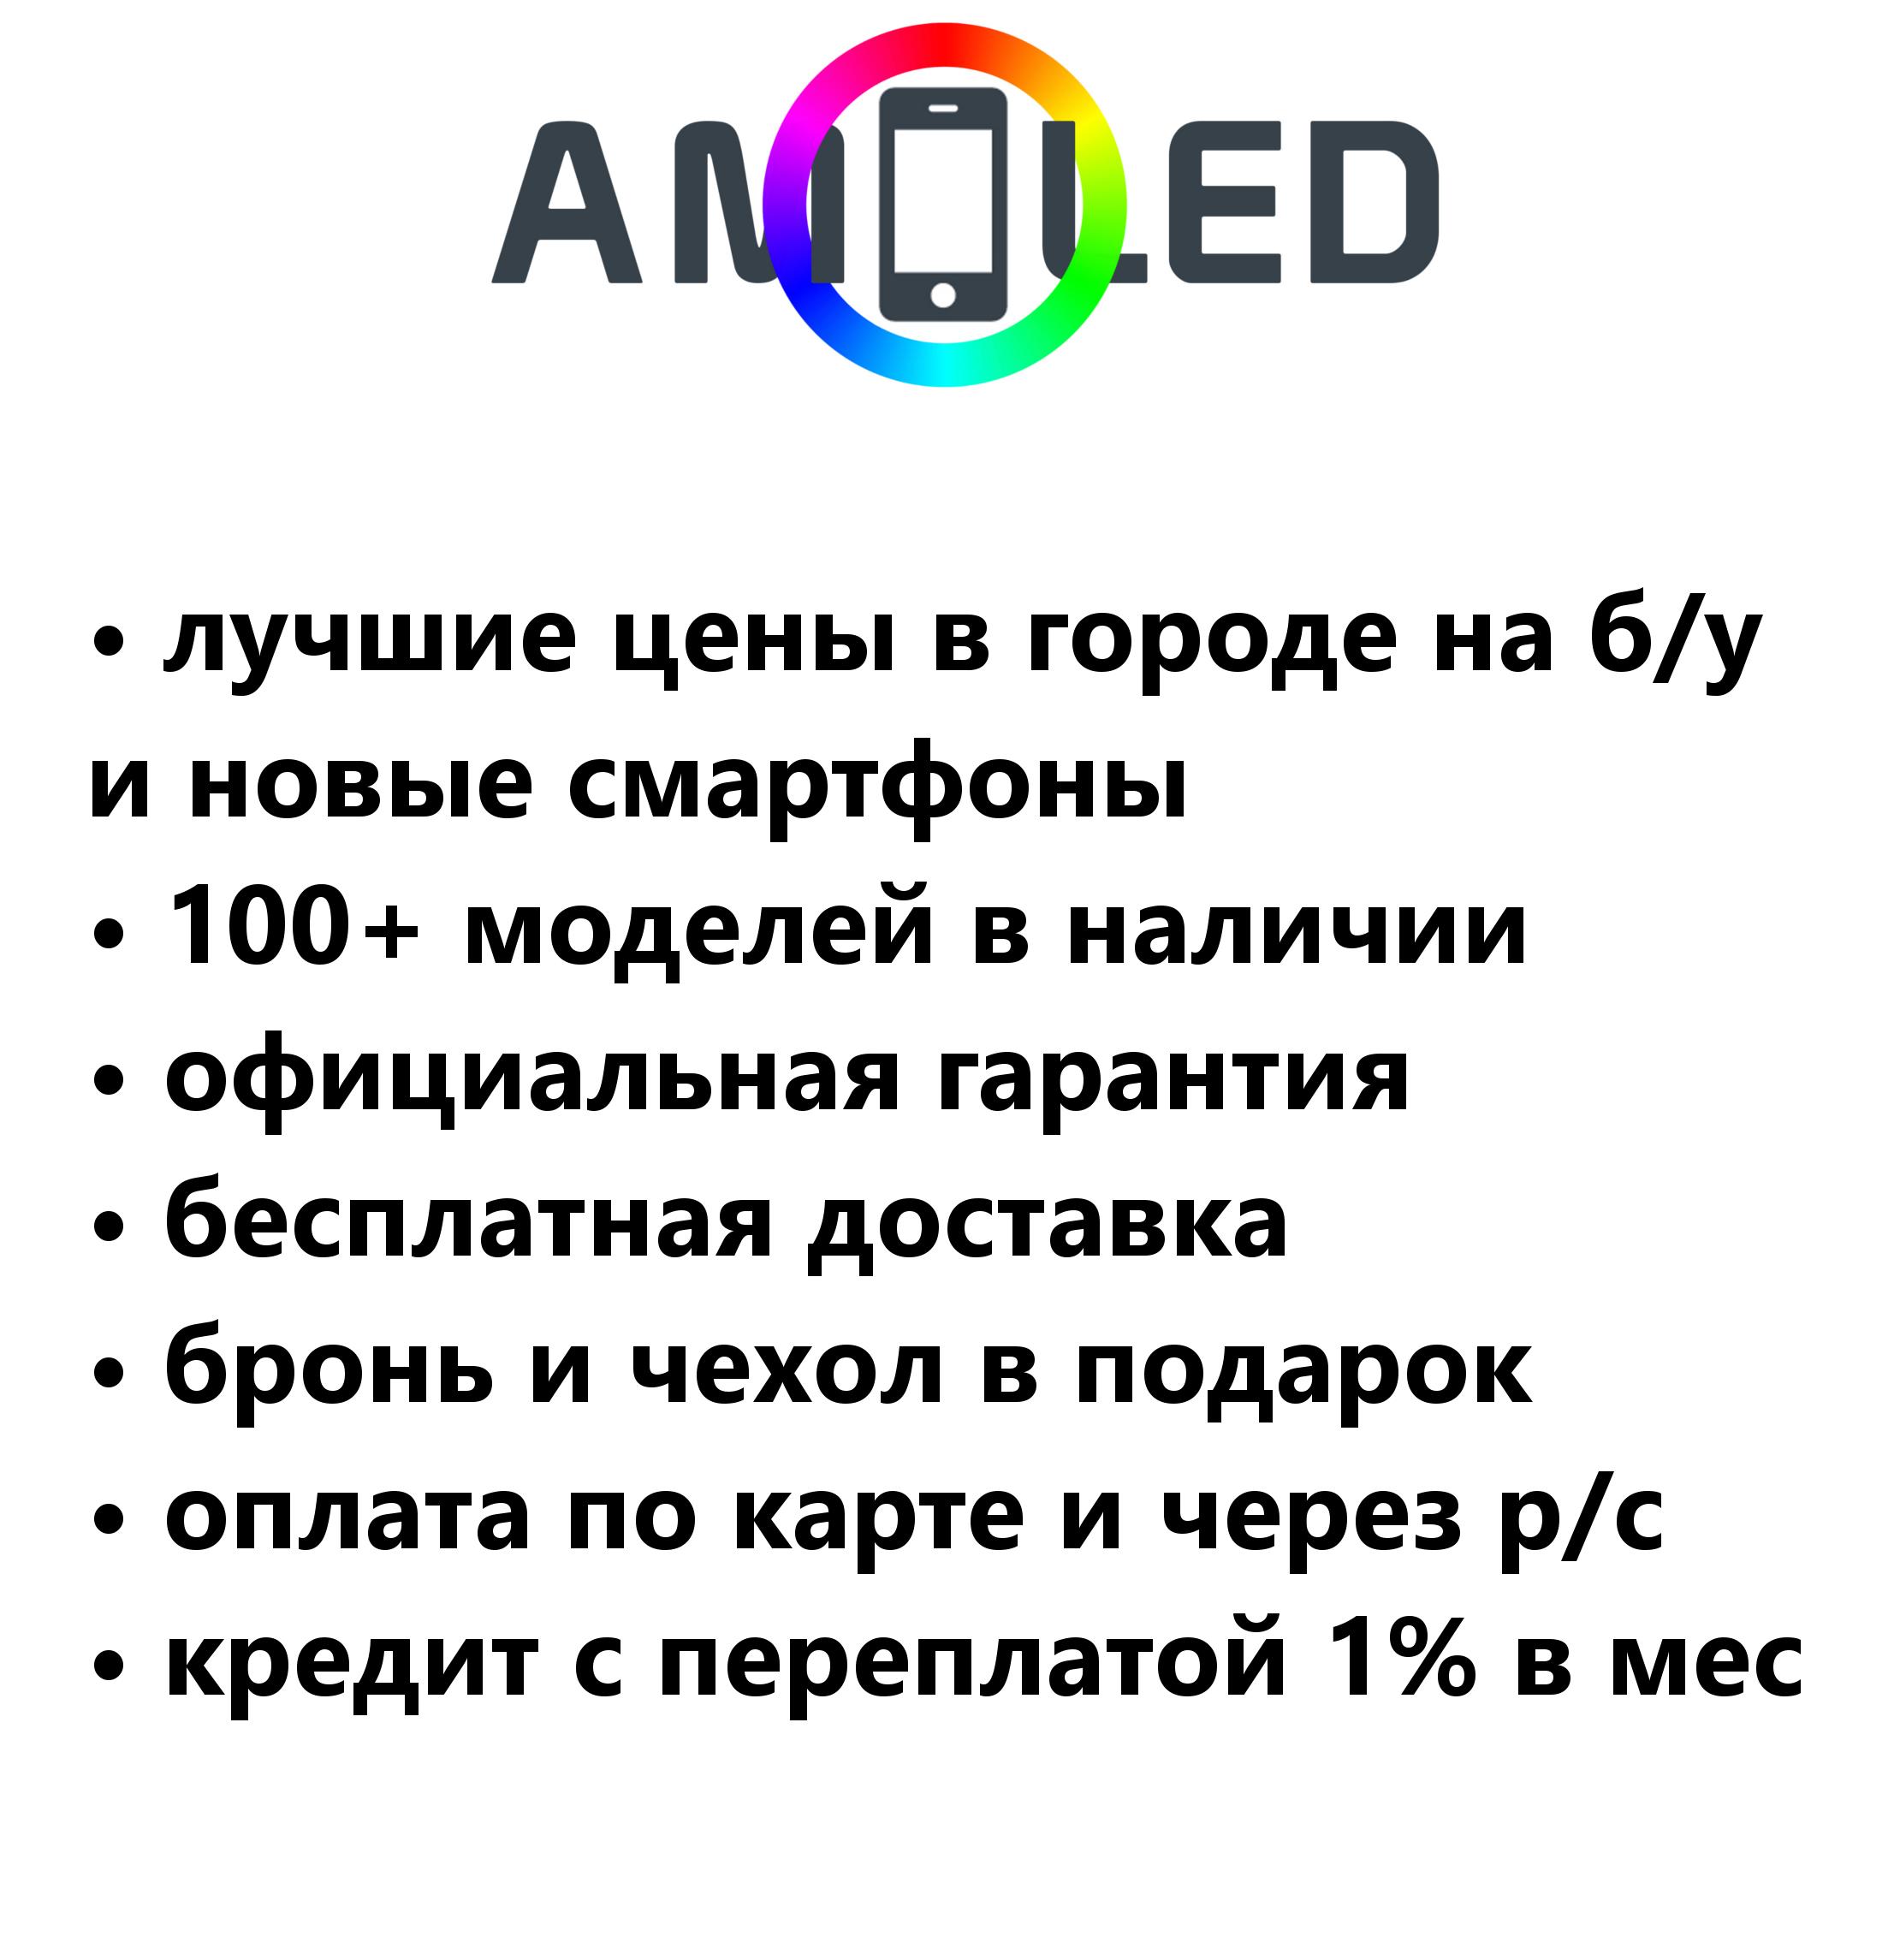 AMOLED
• лучшие цены в городе на б/у
и новые смартфоны
• 100+ моделей в наличии
• официальная гарантия
• бесплатная доставка
• бронь и чехол в подарок
• оплата по карте и через р/с
• кредит с переплатой 1% в мес